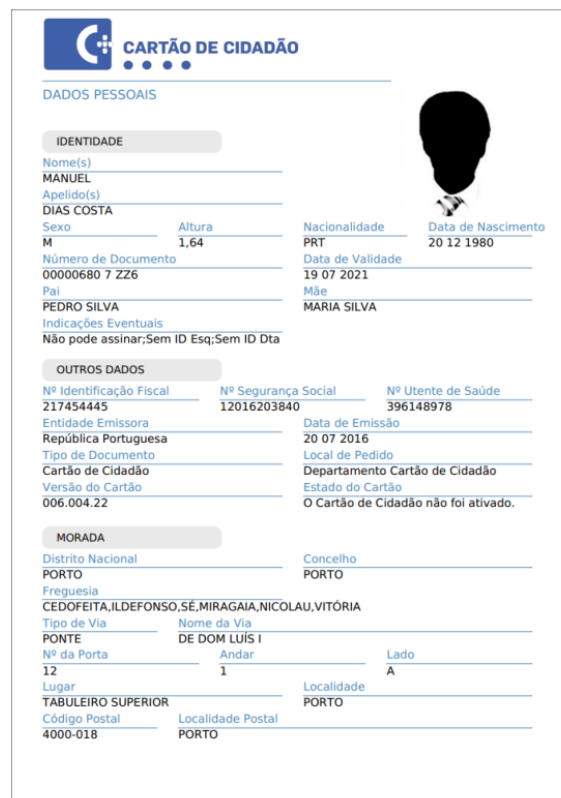 CARTÃO DE CIDADÃO
DADOS PESSOAIS
IDENTIDADE
Nome(s)
MANUEL
Apelido(s)
DIAS COSTA
Sexo Altura Nacionalidade Data de Nascimento
M 1,64 PRT 20 12 1980
Número de Documento Data de Validade
00000680 7 ZZ6 19 07 2021
Pai Mãe
PEDRO SILVA MARIA SILVA
Indicações Eventuais
Não pode assinar;Sem ID Esq;Sem ID Dta
OUTROS DADOS
Nº Identificação Fiscal Nº Segurança Social Nº Utente de Saúde
217454445 12016203840 396148978
Entidade Emissora Data de Emissão
República Portuguesa 20 07 2016
Tipo de Documento Local de Pedido
Cartão de Cidadão Departamento Cartão de Cidadão
Versão do Cartão Estado do Cartão
006.004.22 O Cartão de Cidadão não foi ativado.
MORADA
Distrito Nacional Concelho
PORTO PORTO
Freguesia
CEDOFEITA,ILDEFONSO,SÉ,MIRAGAIA,NICOLAU,VITÓRIA
Tipo de Via Nome da Via
PONTE DE DOM LUÍS I
Nº da Porta Andar Lado
12 1 A
Lugar Localidade
TABULEIRO SUPERIOR PORTO
Código Postal Localidade Postal
4000-018 PORTO